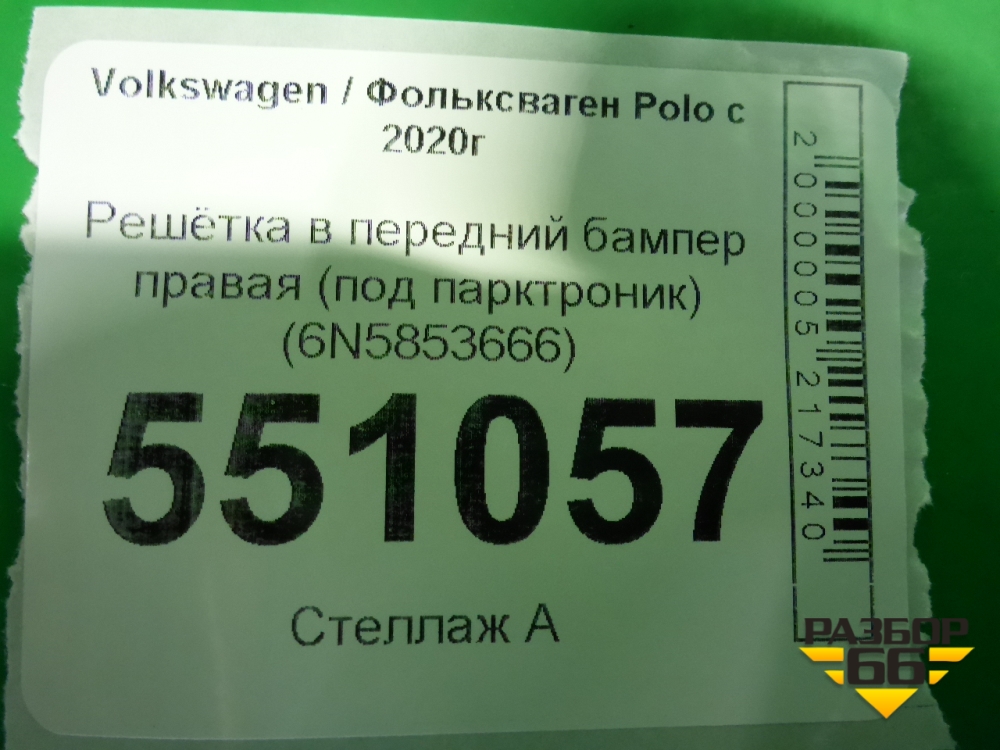 Volkswagen / Фольксваген Polo с
2020г
Решётка в передний бампер
правая (под парктроник)
(6N5853666)
551057
Стеллаж А
2000005217340
РАЗБОР
66